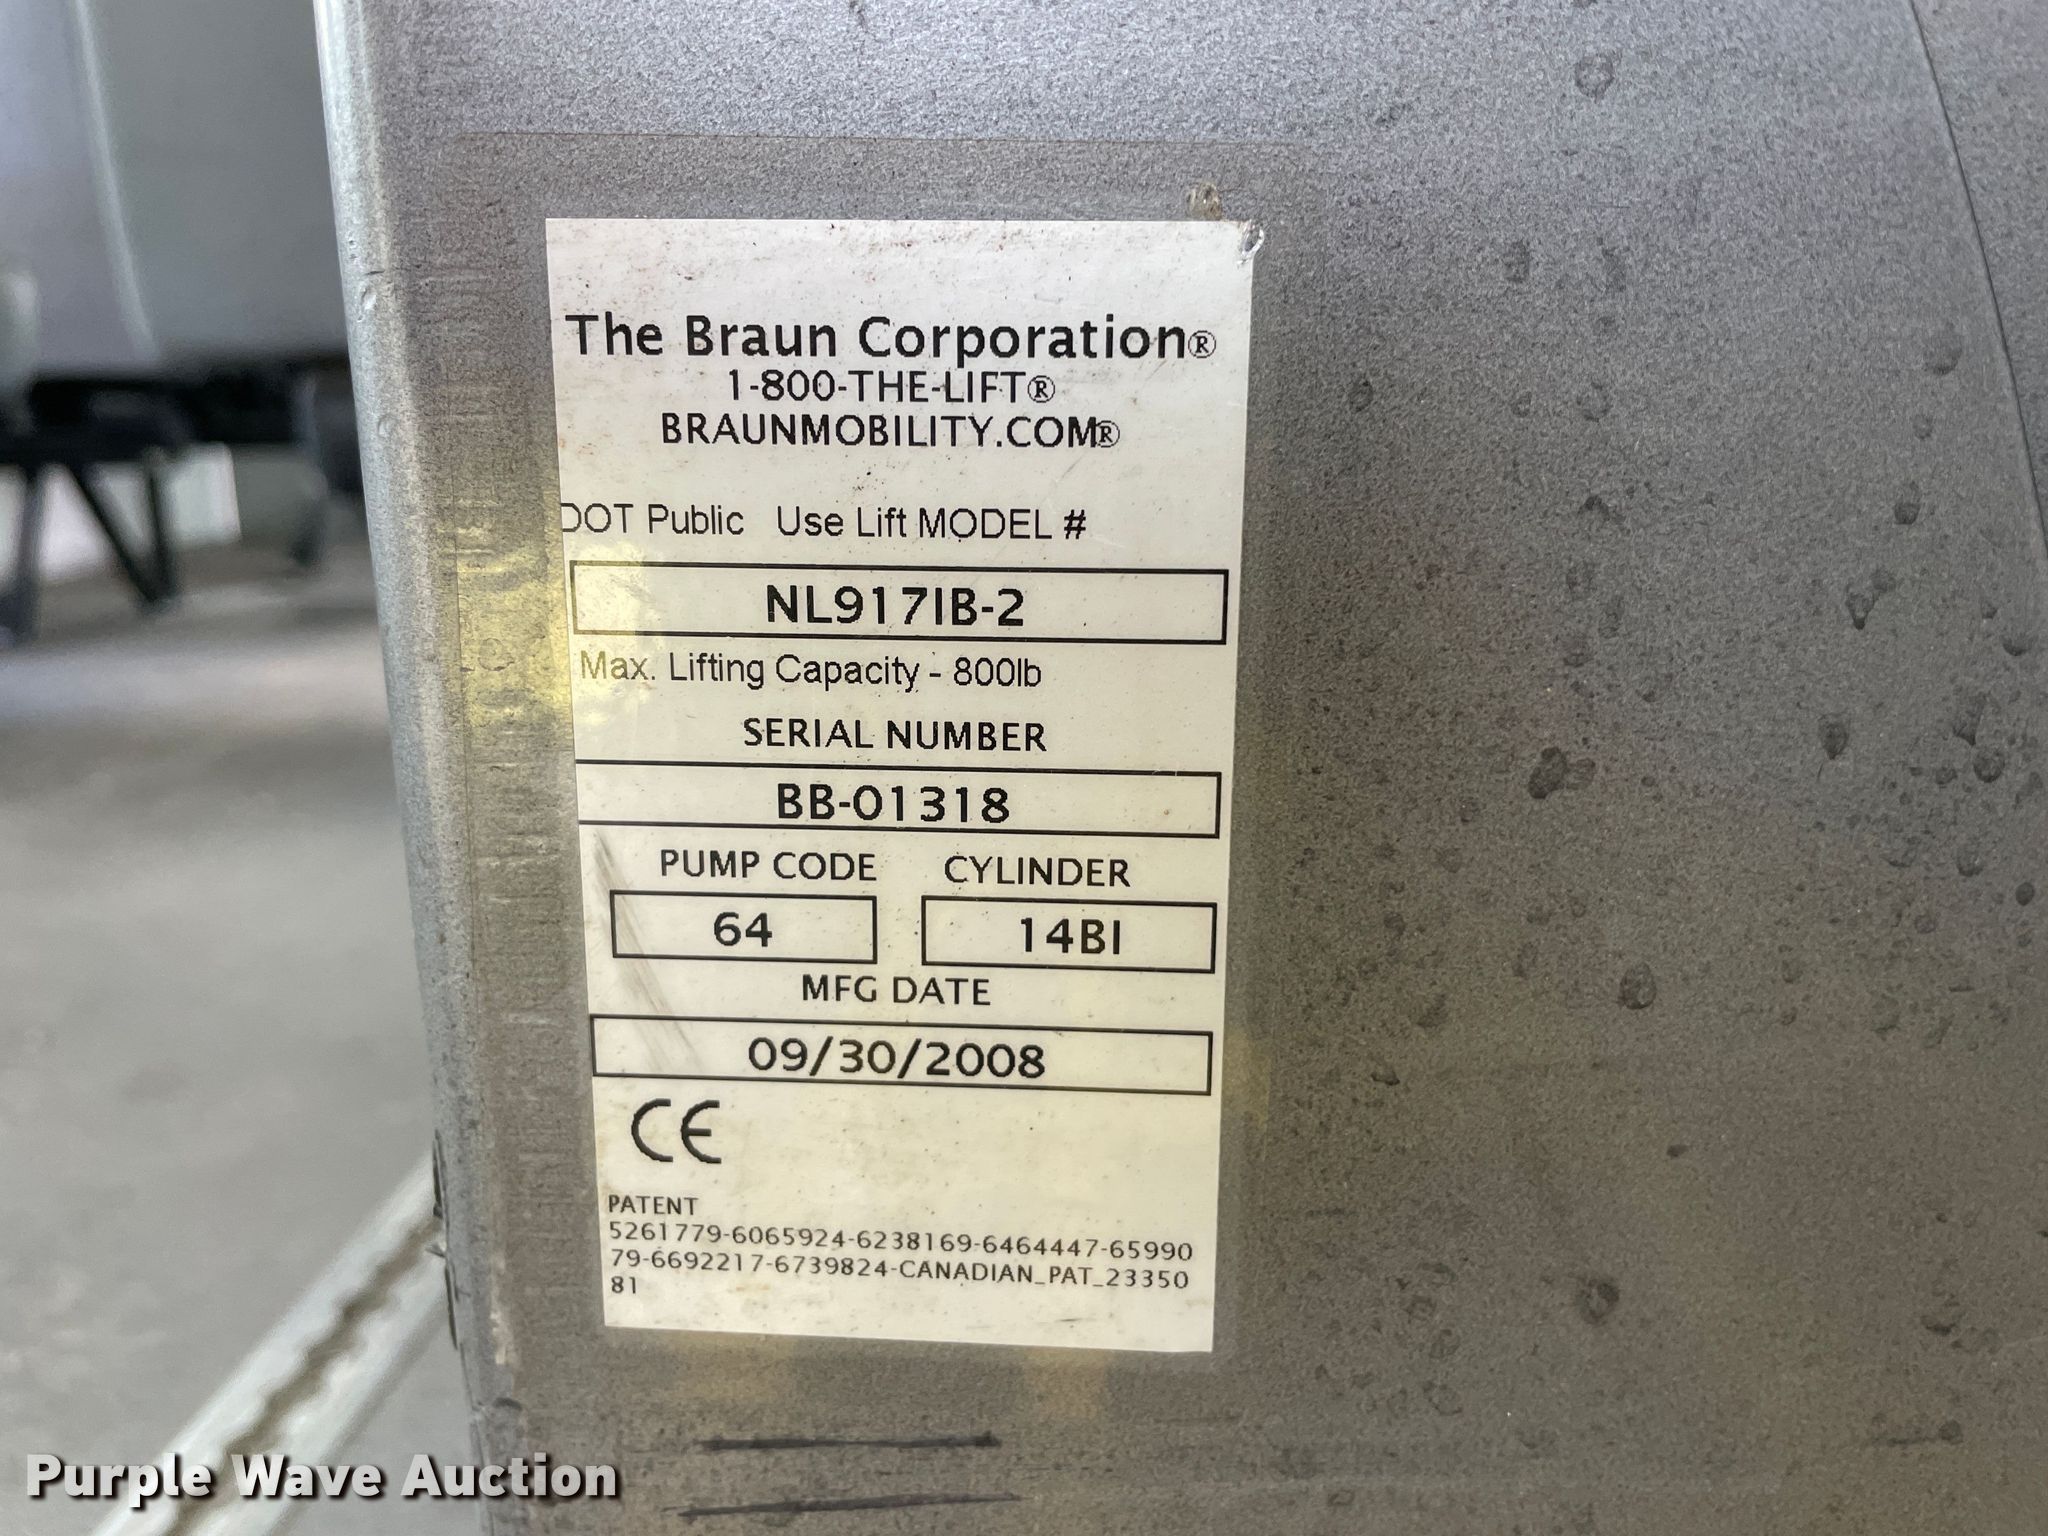 The Braun Corporation®
1-800-THE-LIFT®
BRAUNMOBILITY.COM®
DOT Public Use Lift MODEL #
NL917IB-2
Max. Lifting Capacity - 800lb
SERIAL NUMBER
BB-01318
PUMP CODE CYLINDER
64 14BI
MFG DATE
09/30/2008
CE
PATENT
5261779-6065924-6238169-6464447-65990
79-6692217-6739824-CANADIAN_PAT_23350
81
Purple Wave Auction